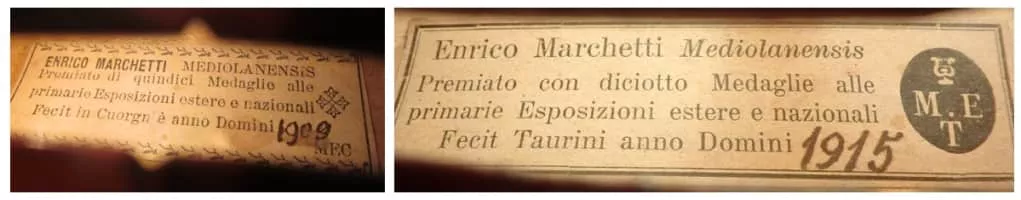 ENRICO MARCHETTI MEDIOLANENSIS
Premiato di quindici Medaglie alle
primarie Esposizioni estere e nazionali
Fecit in Cuorgnè anno Domini 1909
MEC
Enrico Marchetti Mediolanensis
Premiato con diciotto Medaglie alle
primarie Esposizioni estere e nazionali
Fecit Taurini anno Domini 1915
M.E
T